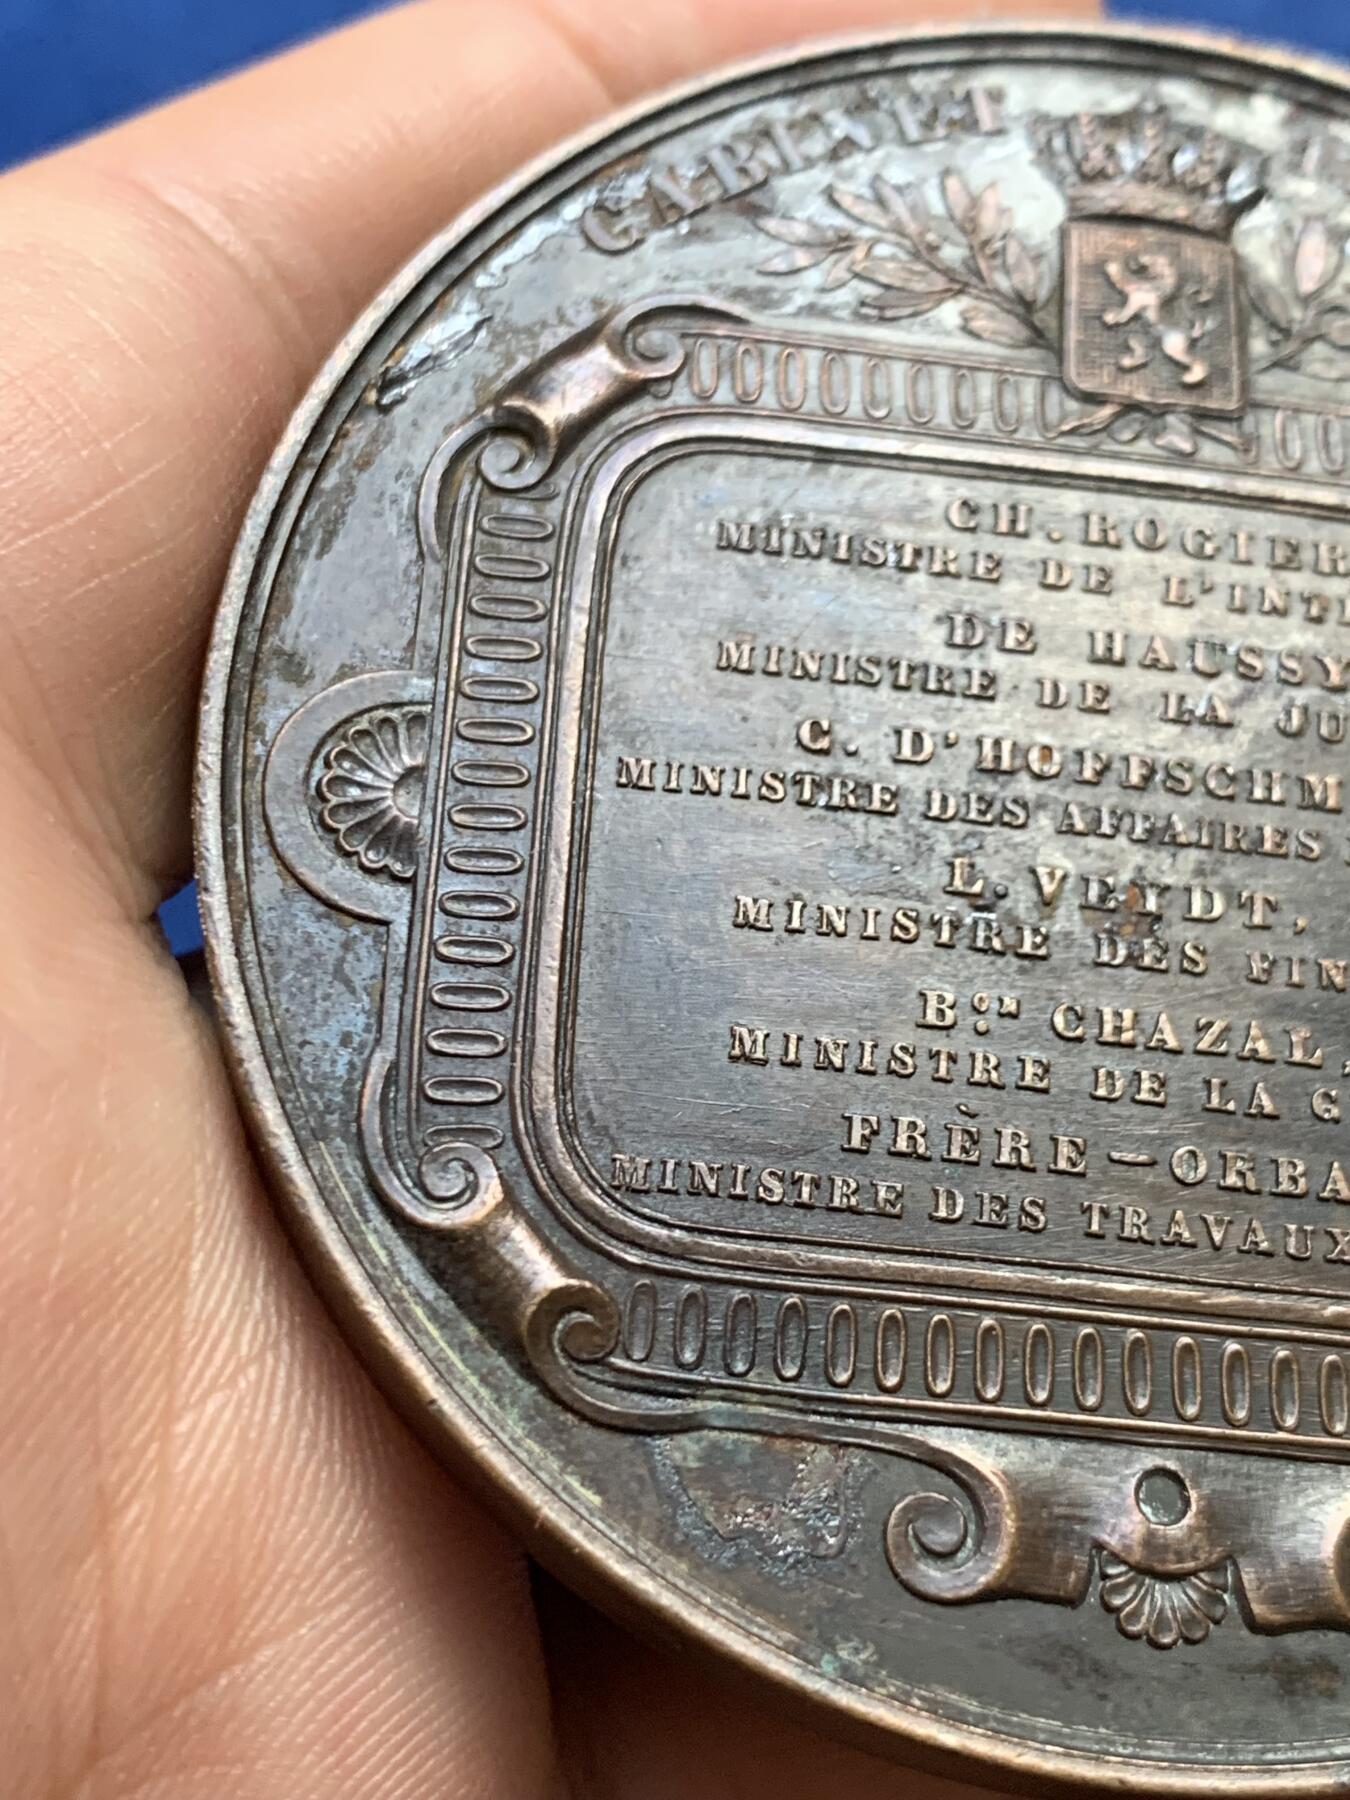 CABINET
CH. ROGIER
MINISTRE DE L'INT
DE HAUSSY
MINISTRE DE LA JU
C. D'HOFFSCHM
MINISTRE DES AFFAIRES
L. VEYDT,
MINISTRE DES FIN
Bon CHAZAL,
MINISTRE DE LA G
FRÈRE-ORBA
MINISTRE DES TRAVAUX